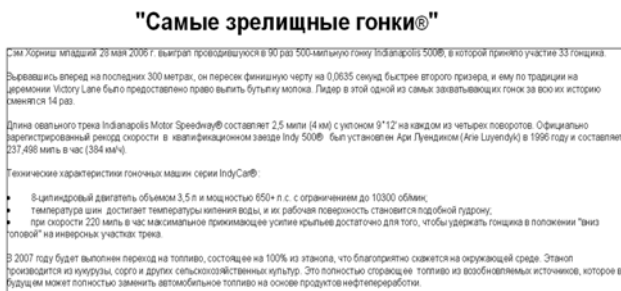 "Самые зрелищные гонки®"
Сэм Хорниш младший 28 мая 2006 г. выиграл проводившуюся в 90 раз 500-мильную гонку Indianapolis 500®, в которой приняло участие 33 гонщика.
Вырвавшись вперед на последних 300 метрах, он пересек финишную черту на 0,0635 секунд быстрее второго призера, и ему по традиции на
церемонии Victory Lane было предоставлено право выпить бутылку молока. Лидер в этой одной из самых захватывающих гонок за всю их историю
сменялся 14 раз.
Длина овального трека Indianapolis Motor Speedway® составляет 2,5 мили (4 км) с уклоном 9°12' на каждом из четырех поворотов. Официально
зарегистрированный рекорд скорости в квалификационном заезде Indy 500® был установлен Ари Луендиком (Arie Luyendyk) в 1996 году и составляет
237,498 миль в час (384 км/ч).
Технические характеристики гоночных машин серии IndyCar®:
• 8-цилиндровый двигатель объемом 3,5 л и мощностью 650+ л.с. с ограничением до 10300 об/мин;
• температура шин достигает температуры кипения воды, и их рабочая поверхность становится подобной гудрону;
• при скорости 220 миль в час максимальное прижимающее усилие крыльев достаточно для того, чтобы удержать гонщика в положении "вниз
головой" на инверсных участках трека.
В 2007 году будет выполнен переход на топливо, состоящее на 100% из этанола, что благоприятно скажется на окружающей среде. Этанол
производится из кукурузы, сорго и других сельскохозяйственных культур. Это полностью сгорающее топливо из возобновляемых источников, которое в
будущем может полностью заменить автомобильное топливо на основе продуктов нефтепереработки.